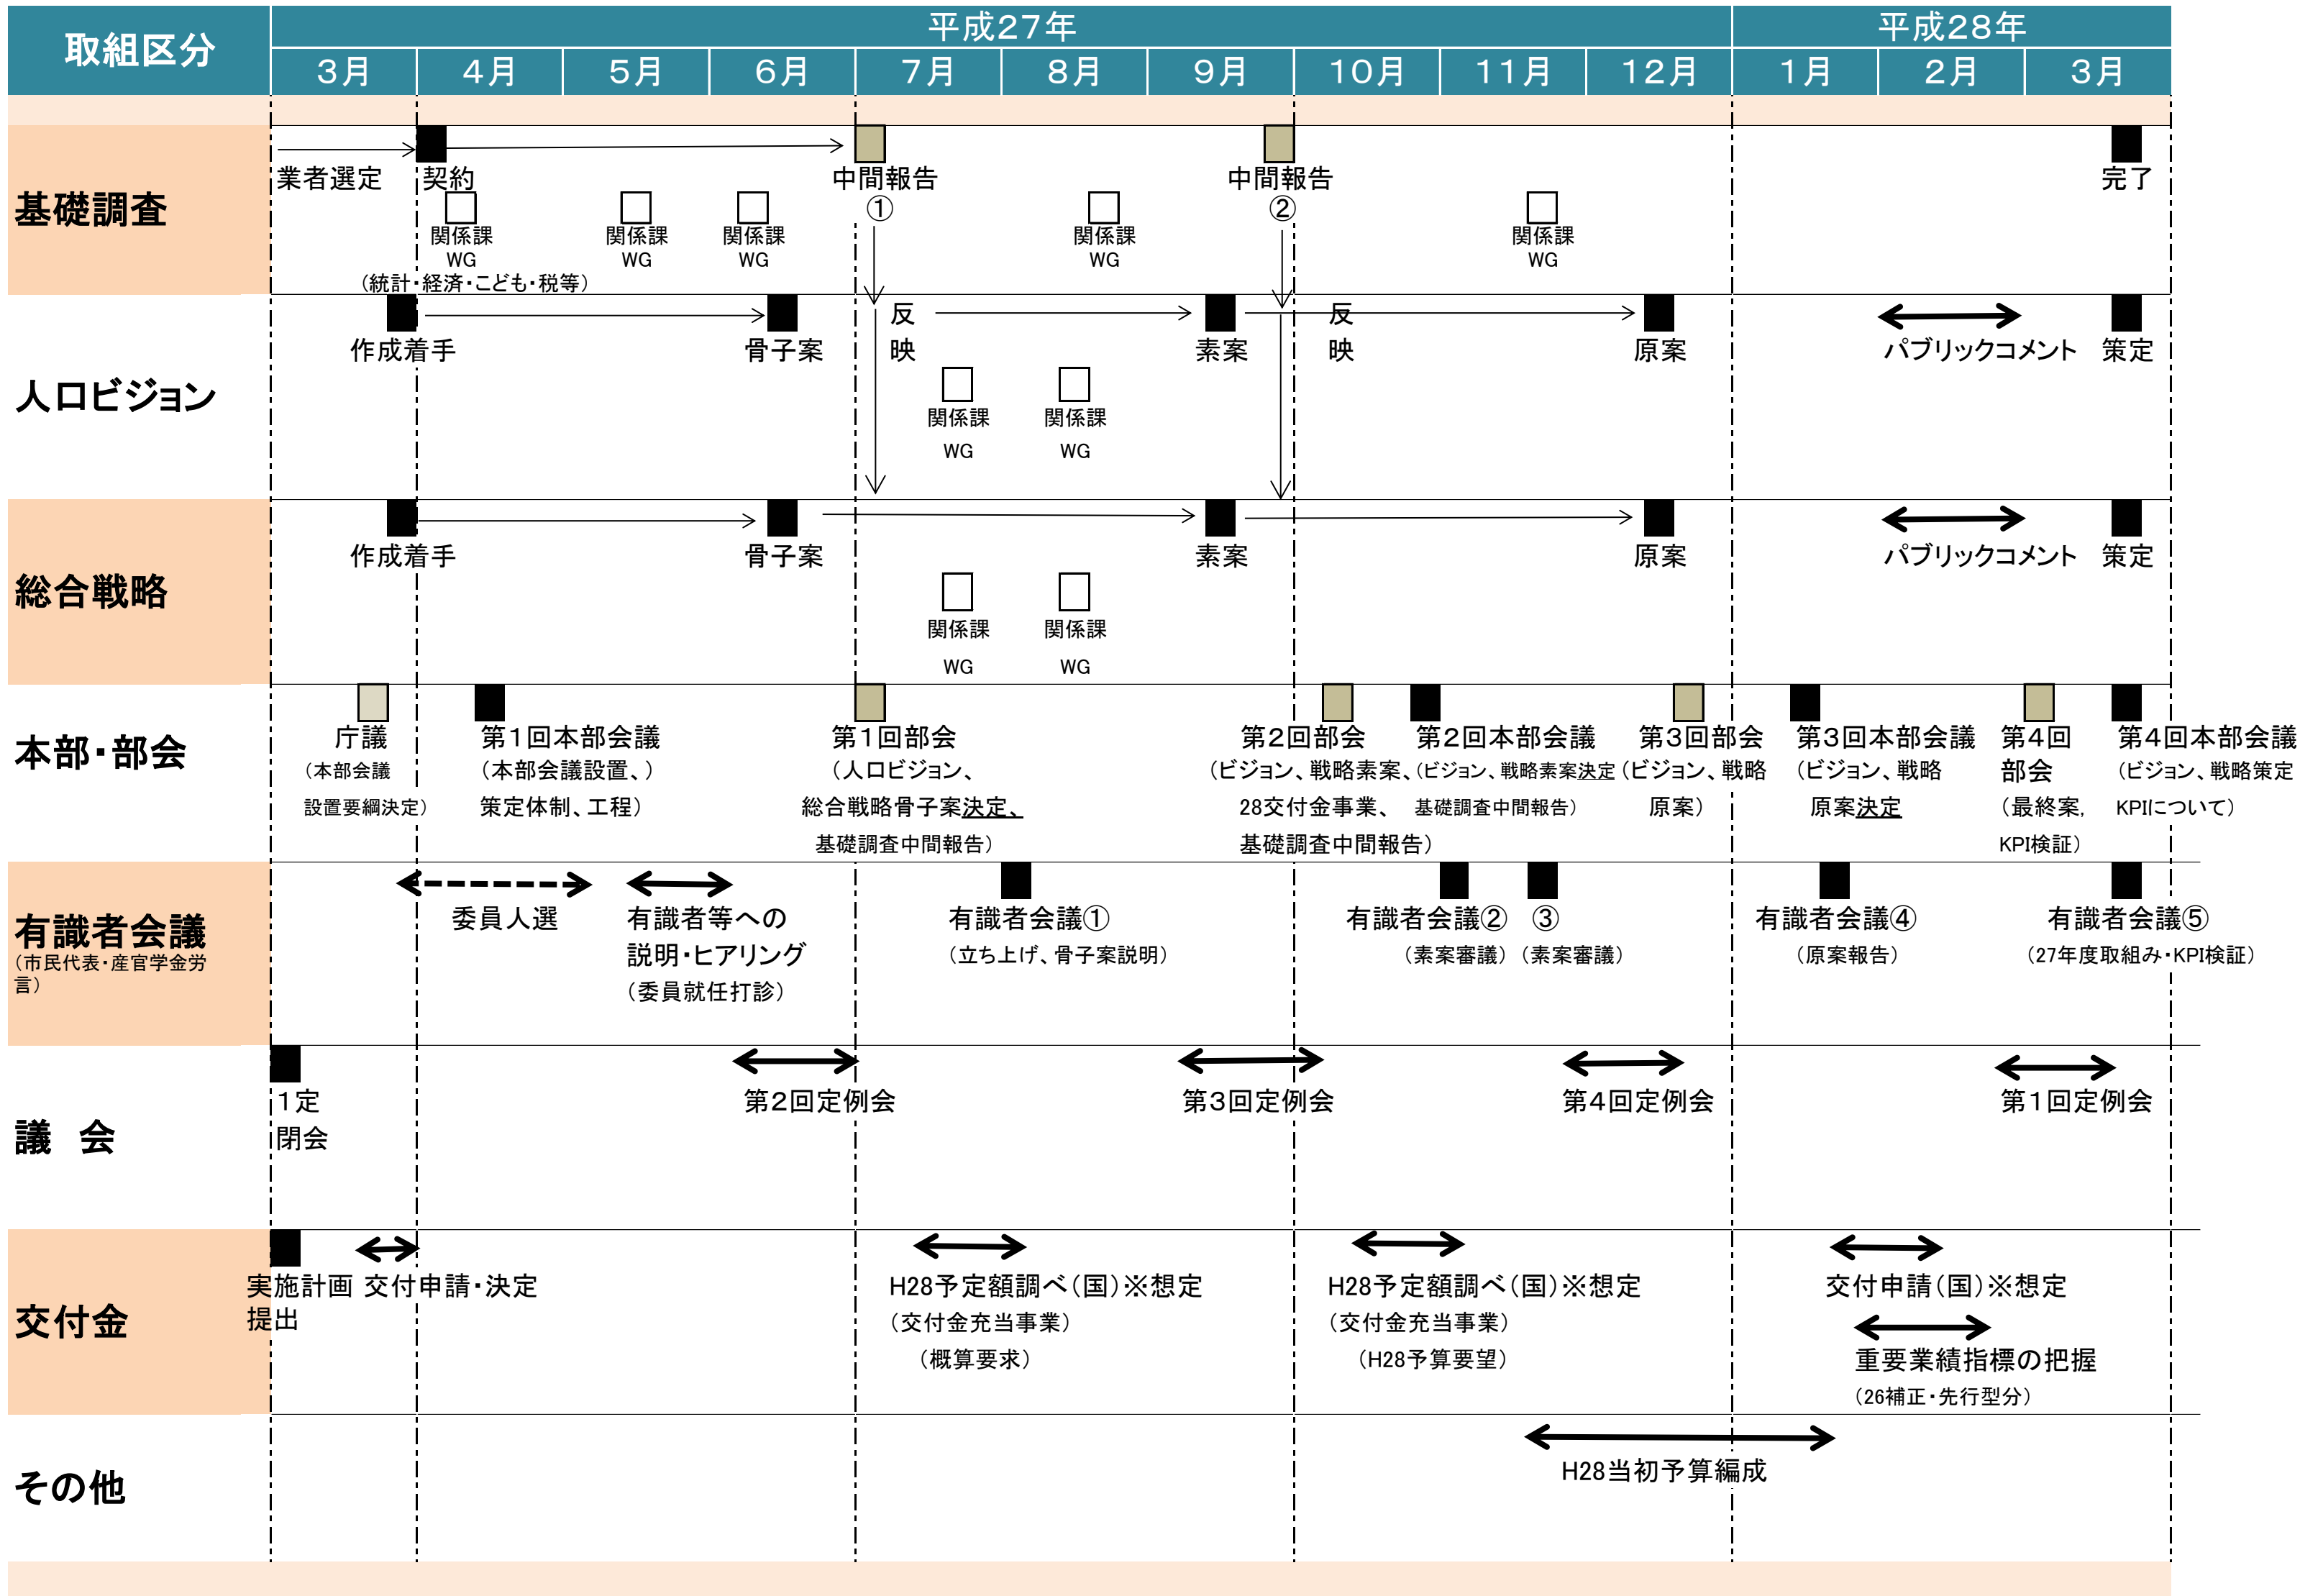 取組区分
平成２７年
平成２８年
３月
４月
５月
６月
７月
８月
９月
１０月
１１月
１２月
１月
２月
３月
基礎調査
業者選定
契約
中間報告
①
中間報告
②
完了
関係課
WG
関係課
WG
関係課
WG
関係課
WG
関係課
WG
（統計・経済・こども・税等）
人口ビジョン
作成着手
骨子案
反
映
素案
反
映
原案
パブリックコメント
策定
関係課
WG
関係課
WG
総合戦略
作成着手
骨子案
素案
原案
パブリックコメント
策定
関係課
WG
関係課
WG
本部・部会
庁議
（本部会議
設置要綱決定）
第１回本部会議
（本部会議設置、）
策定体制、工程）
第１回部会
（人口ビジョン、
総合戦略骨子案決定、
基礎調査中間報告）
第２回部会
（ビジョン、戦略素案、
28交付金事業、
基礎調査中間報告）
第２回本部会議
（ビジョン、戦略素案決定
基礎調査中間報告）
第３回部会
（ビジョン、戦略
原案）
第３回本部会議
（ビジョン、戦略
原案決定
第４回
部会
（最終案,
KPI検証）
第４回本部会議
（ビジョン、戦略策定
KPIについて）
有識者会議
（市民代表・産官学金労
言）
委員人選
有識者等への
説明・ヒアリング
（委員就任打診）
有識者会議①
（立ち上げ、骨子案説明）
有識者会議②
（素案審議）
③
（素案審議）
有識者会議④
（原案報告）
有識者会議⑤
（27年度取組み・KPI検証）
議　会
１定
閉会
第２回定例会
第３回定例会
第４回定例会
第１回定例会
交付金
実施計画
提出
交付申請・決定
H28予定額調べ（国）※想定
（交付金充当事業）
（概算要求）
H28予定額調べ（国）※想定
（交付金充当事業）
（H28予算要望）
交付申請（国）※想定
重要業績指標の把握
（26補正・先行型分）
その他
H28当初予算編成